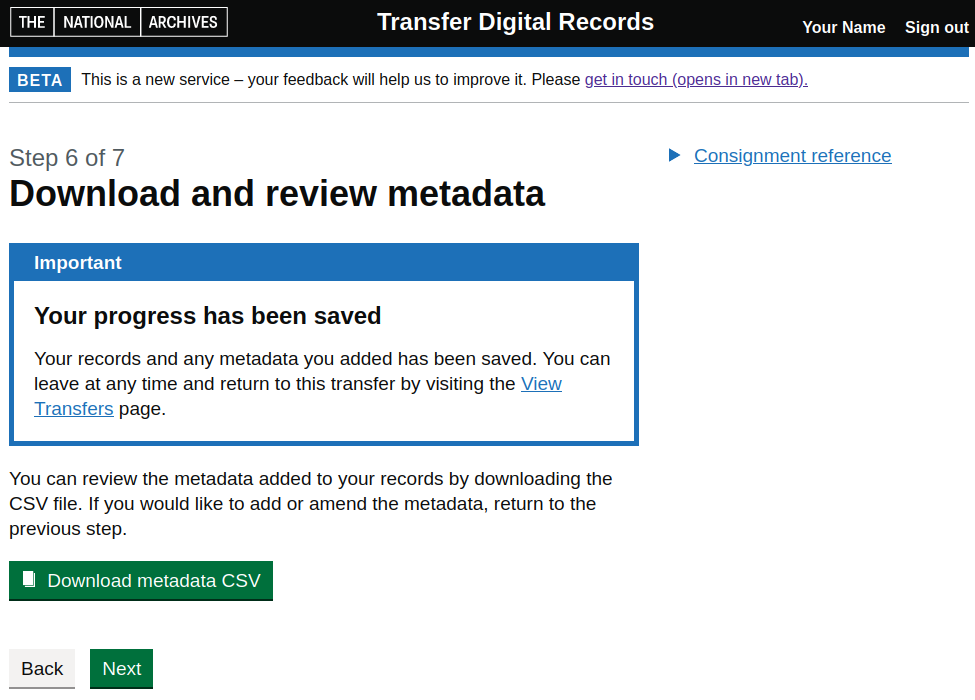 THE NATIONAL ARCHIVES
Transfer Digital Records
Your Name Sign out
BETA This is a new service – your feedback will help us to improve it. Please get in touch (opens in new tab).
Step 6 of 7
Download and review metadata
Consignment reference
Important
Your progress has been saved
Your records and any metadata you added has been saved. You can
leave at any time and return to this transfer by visiting the View
Transfers page.
You can review the metadata added to your records by downloading the
CSV file. If you would like to add or amend the metadata, return to the
previous step.
Download metadata CSV
Back Next